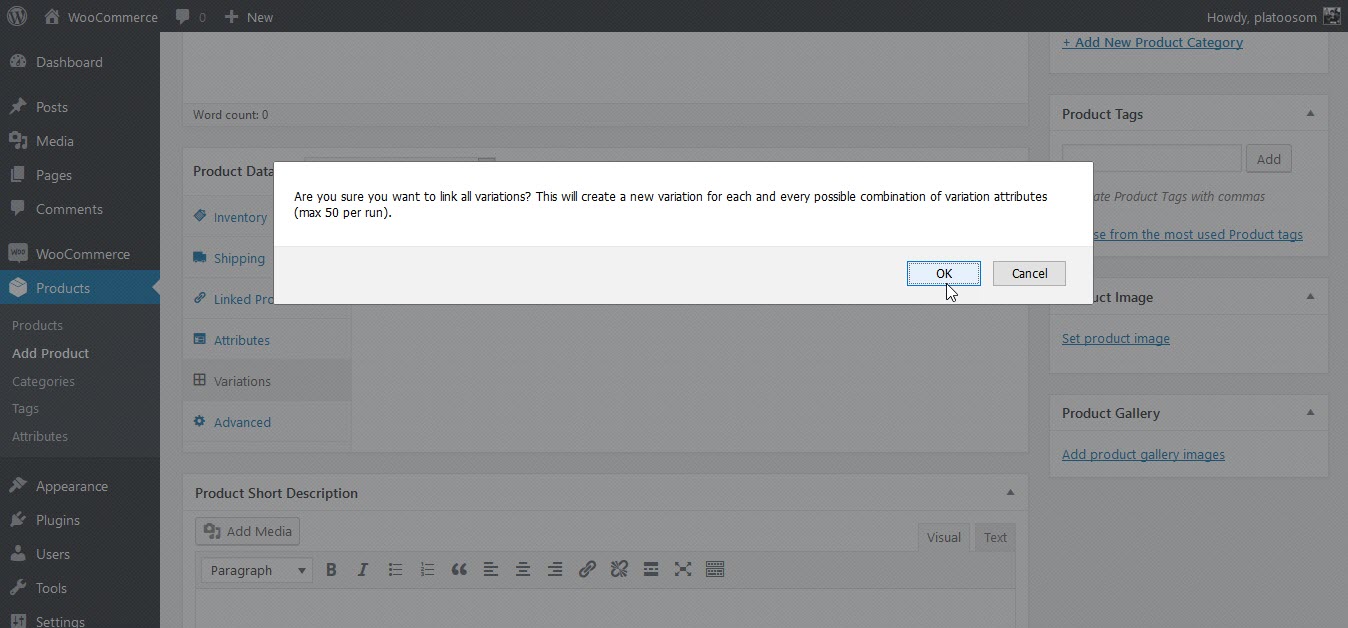 WooCommerce
0
New
Howdy, platoosom
Dashboard
Posts
Media
Pages
Comments
WOO
WooCommerce
Products
Products
Add Product
Categories
Tags
Attributes
Appearance
Plugins
Users
Tools
Settings
Word count: 0
Product Data
Inventory
Shipping
Linked Pro
Attributes
Variations
Advanced
Are you sure you want to link all variations? This will create a new variation for each and every possible combination of variation attributes
(max 50 per run).
OK
Cancel
Product Short Description
Add Media
Visual
Text
Paragraph
B
I
+ Add New Product Category
Product Tags
Add
ate Product Tags with commas
se from the most used Product tags
uct Image
Set product image
Product Gallery
Add product gallery images